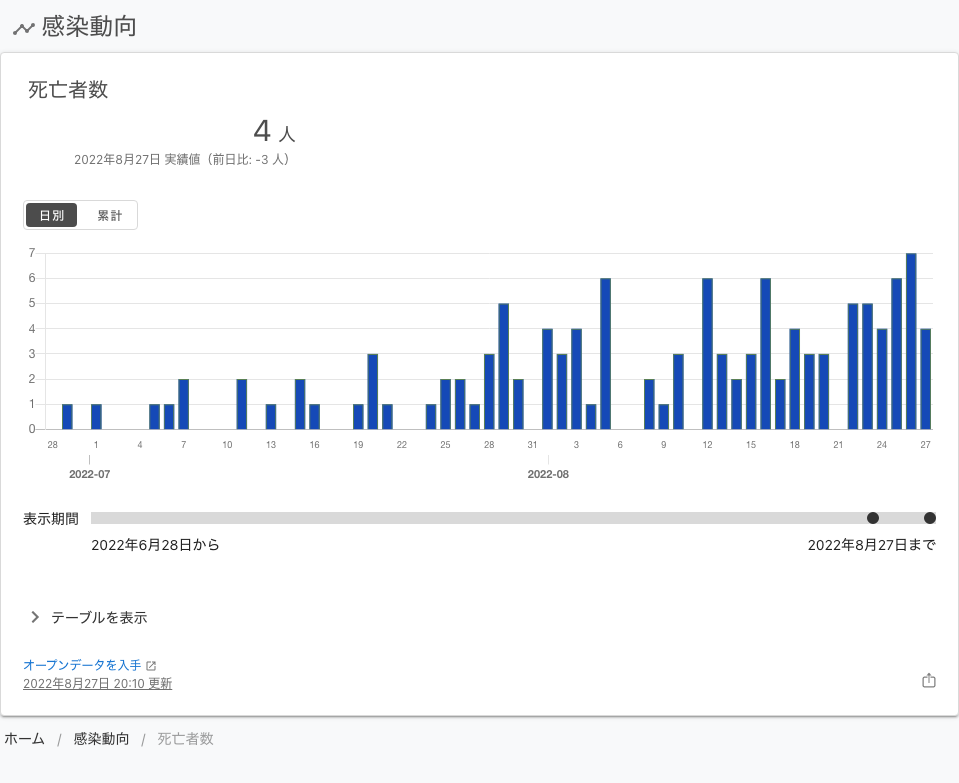 感染動向
死亡者数
4 人
2022年8月27日 実績値（前日比: -3 人）
日別 累計
7
6
5
4
3
2
1
0
28 1 4 7 10 13 16 19 22 25 28 31 3 6 9 12 15 18 21 24 27
2022-07 2022-08
表示期間
2022年6月28日から 2022年8月27日まで
テーブルを表示
オープンデータを入手
2022年8月27日 20:10 更新
ホーム / 感染動向 / 死亡者数